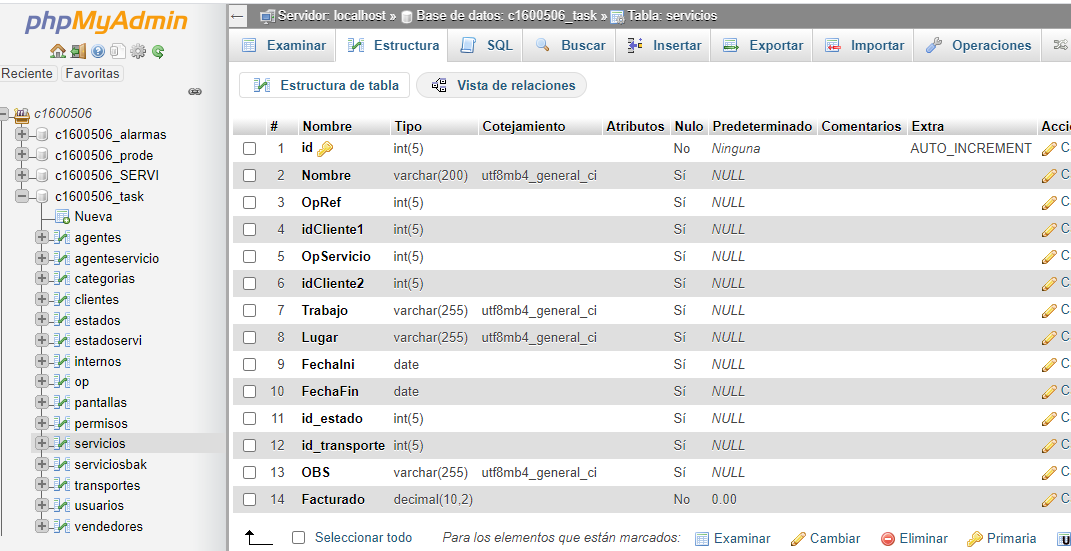 phpMyAdmin
Reciente Favoritas
c1600506
c1600506_alarmas
c1600506_prode
c1600506_SERVI
c1600506_task
Nueva
agentes
agenteservicio
categorias
clientes
estados
estadoservi
internos
op
pantallas
permisos
servicios
serviciosbak
transportes
usuarios
vendedores
Servidor: localhost » Base de datos: c1600506_task » Tabla: servicios
Examinar Estructura SQL Buscar Insertar Exportar Importar Operaciones
Estructura de tabla Vista de relaciones
# Nombre Tipo Cotejamiento Atributos Nulo Predeterminado Comentarios Extra Acci
1 id int(5) No Ninguna AUTO_INCREMENT C
2 Nombre varchar(200) utf8mb4_general_ci Sí NULL C
3 OpRef int(5) Sí NULL C
4 idCliente1 int(5) Sí NULL C
5 OpServicio int(5) Sí NULL C
6 idCliente2 int(5) Sí NULL C
7 Trabajo varchar(255) utf8mb4_general_ci Sí NULL C
8 Lugar varchar(255) utf8mb4_general_ci Sí NULL C
9 FechaIni date Sí NULL C
10 FechaFin date Sí NULL C
11 id_estado int(5) Sí NULL C
12 id_transporte int(5) Sí NULL C
13 OBS varchar(255) utf8mb4_general_ci Sí NULL C
14 Facturado decimal(10,2) No 0.00 C
Seleccionar todo Para los elementos que están marcados: Examinar Cambiar Eliminar Primaria